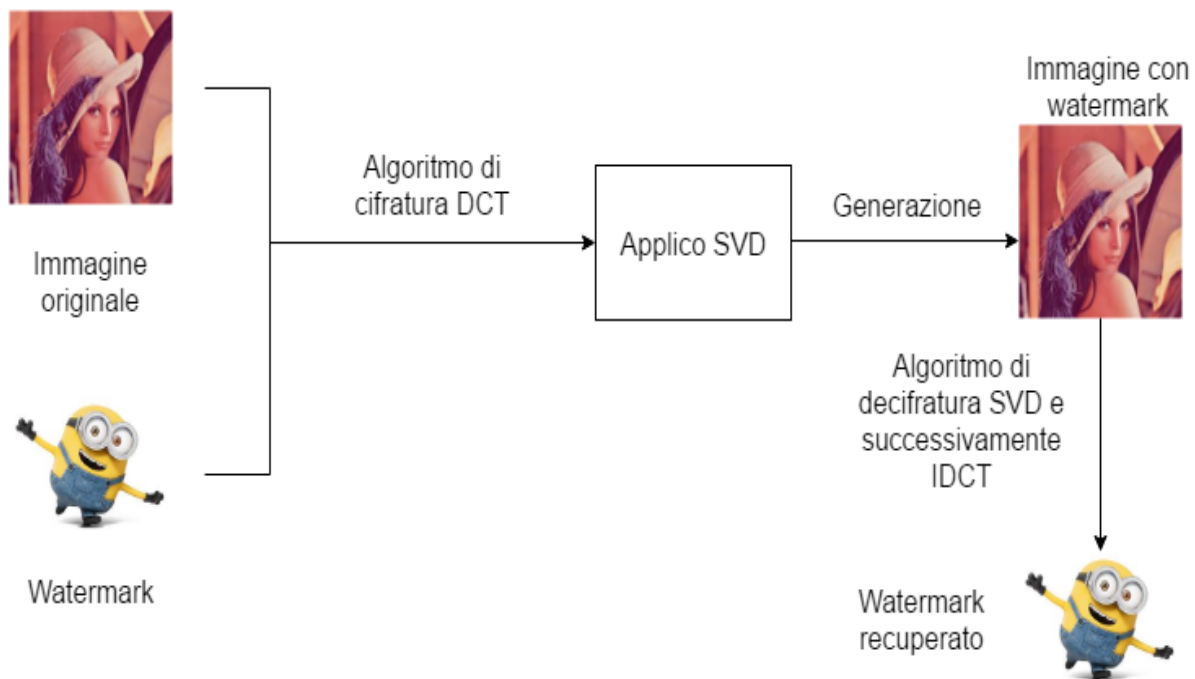 Immagine
originale
Watermark
Algoritmo di
cifratura DCT
Applico SVD
Generazione
Immagine con
watermark
Algoritmo di
decifratura SVD e
successivamente
IDCT
Watermark
recuperato